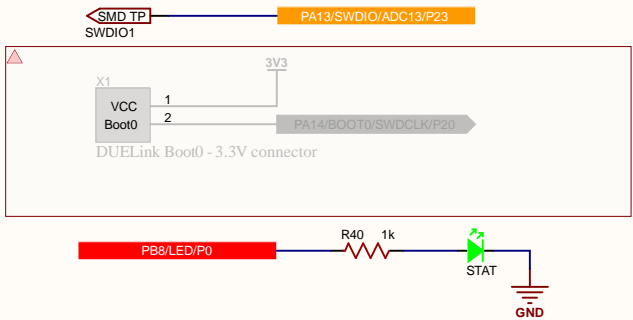 SMD TP
PA13/SWDIO/ADC13/P23
SWDIO1
3V3
X1
VCC 1
Boot0 2
PA14/BOOT0/SWDCLK/P20
DUELink Boot0 - 3.3V connector
R40 1k
PB8/LED/P0
STAT
GND